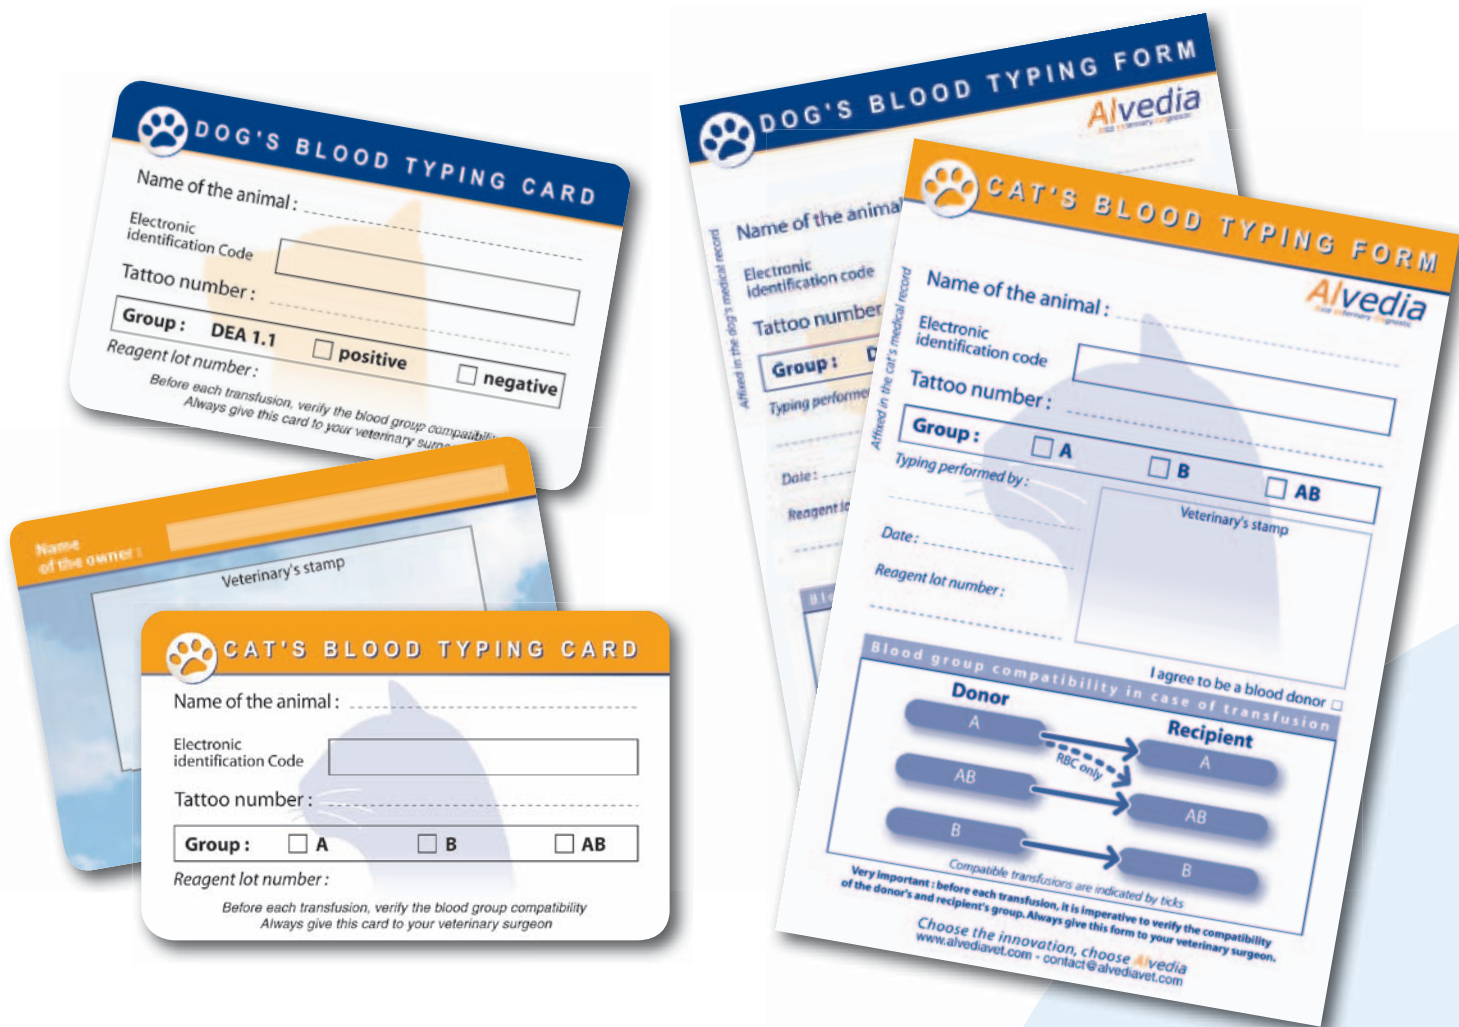 DOG'S BLOOD TYPING CARD
Name of the animal :
Electronic
identification Code
Tattoo number :
Group : DEA 1.1 positive negative
Reagent lot number :
Before each transfusion, verify the blood group compatibility
Always give this card to your veterinary
Name
of the owner :
Veterinary's stamp
CAT'S BLOOD TYPING CARD
Name of the animal :
Electronic
identification Code
Tattoo number :
Group : A B AB
Reagent lot number :
Before each transfusion, verify the blood group compatibility
Always give this card to your veterinary surgeon
DOG'S BLOOD TYPING FORM
Alvedia
Affixed in the dog's medical record
Name of the anima
Electronic
identification code
Tattoo number
Group : D
Typing performe
Date :
Reagent lo
CAT'S BLOOD TYPING FORM
Alvedia
Affixed in the cat's medical record
Name of the animal :
Electronic
identification code
Tattoo number :
Group : A B AB
Typing performed by :
Veterinary's stamp
Date :
Reagent lot number :
I agree to be a blood donor
Blood group compatibility in case of transfusion
Donor Recipient
A A
RBC only
AB AB
B B
Compatible transfusions are indicated by ticks
Very important : before each transfusion, it is imperative to verify the compatibility
of the donor's and recipient's group. Always give this form to your veterinary surgeon.
Choose the innovation, choose Alvedia
www.alvediavet.com - contact@alvediavet.com